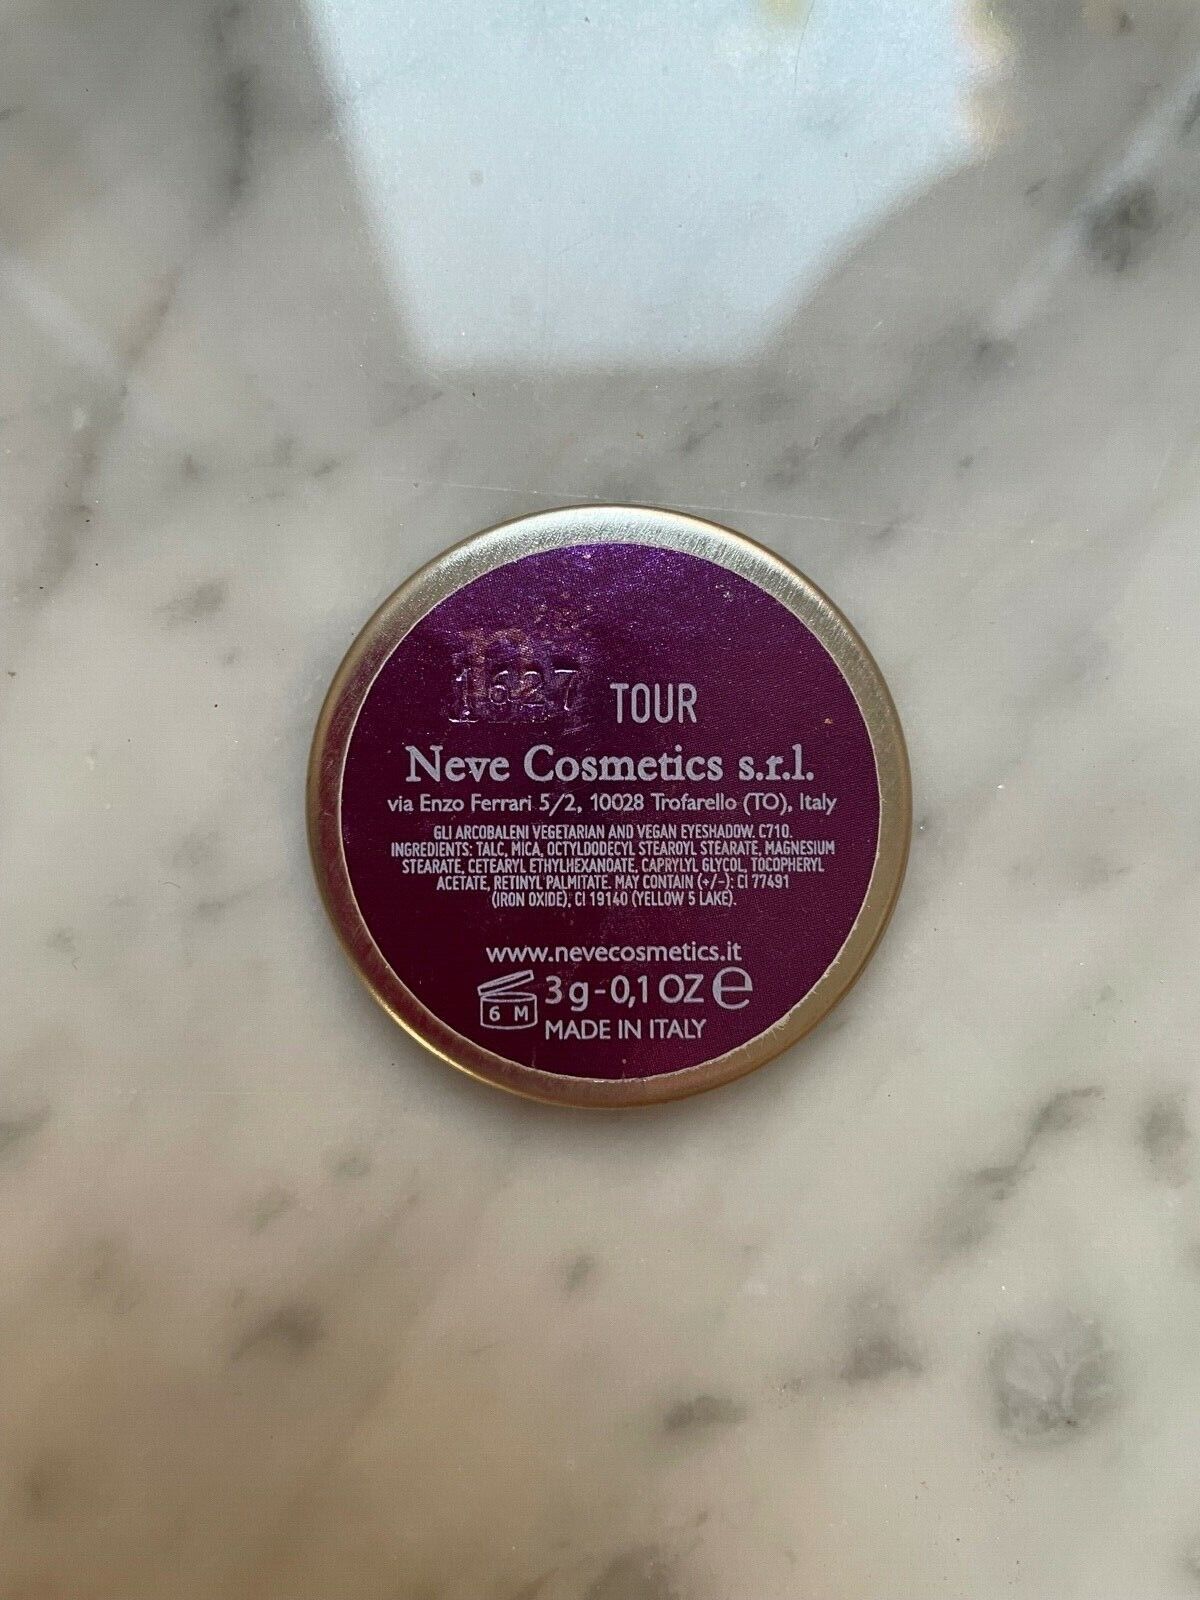 1627 TOUR
Neve Cosmetics s.r.l.
via Enzo Ferrari 5/2, 10028 Trofarello (TO), Italy
GLI ARCOBALENI VEGETARIAN AND VEGAN EYESHADOW. C710.
INGREDIENTS: TALC, MICA, OCTYLDODECYL STEAROYL STEARATE, MAGNESIUM
STEARATE, CETEARYL ETHYLHEXANOATE, CAPRYLYL GLYCOL, TOCOPHERYL
ACETATE, RETINYL PALMITATE. MAY CONTAIN (+/-): CI 77491
(IRON OXIDE), CI 19140 (YELLOW 5 LAKE).
www.nevecosmetics.it
6 M 3 g - 0,1 OZ e
MADE IN ITALY